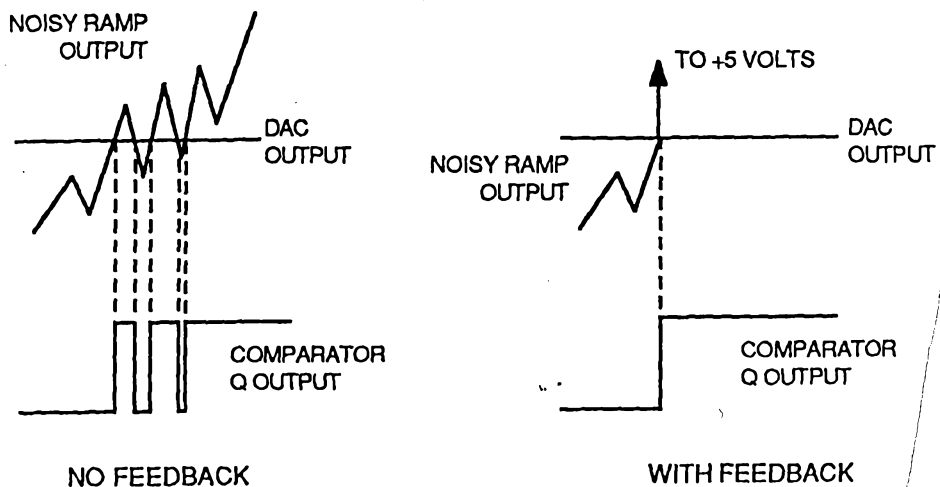 NOISY RAMP
OUTPUT
DAC
OUTPUT
COMPARATOR
Q OUTPUT
NO FEEDBACK
TO +5 VOLTS
DAC
OUTPUT
NOISY RAMP
OUTPUT
COMPARATOR
Q OUTPUT
WITH FEEDBACK